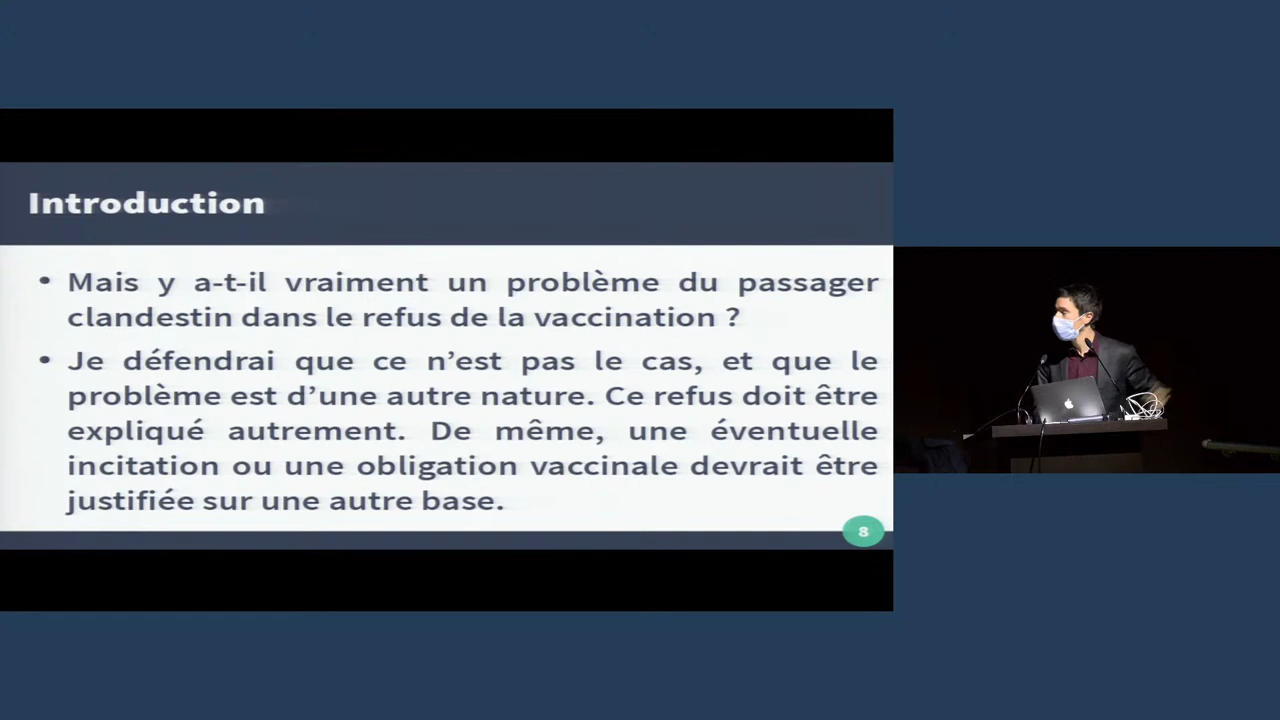 Introduction
• Mais y a-t-il vraiment un problème du passager
clandestin dans le refus de la vaccination ?
• Je défendrai que ce n’est pas le cas, et que le
problème est d’une autre nature. Ce refus doit être
expliqué autrement. De même, une éventuelle
incitation ou une obligation vaccinale devrait être
justifiée sur une autre base.
8